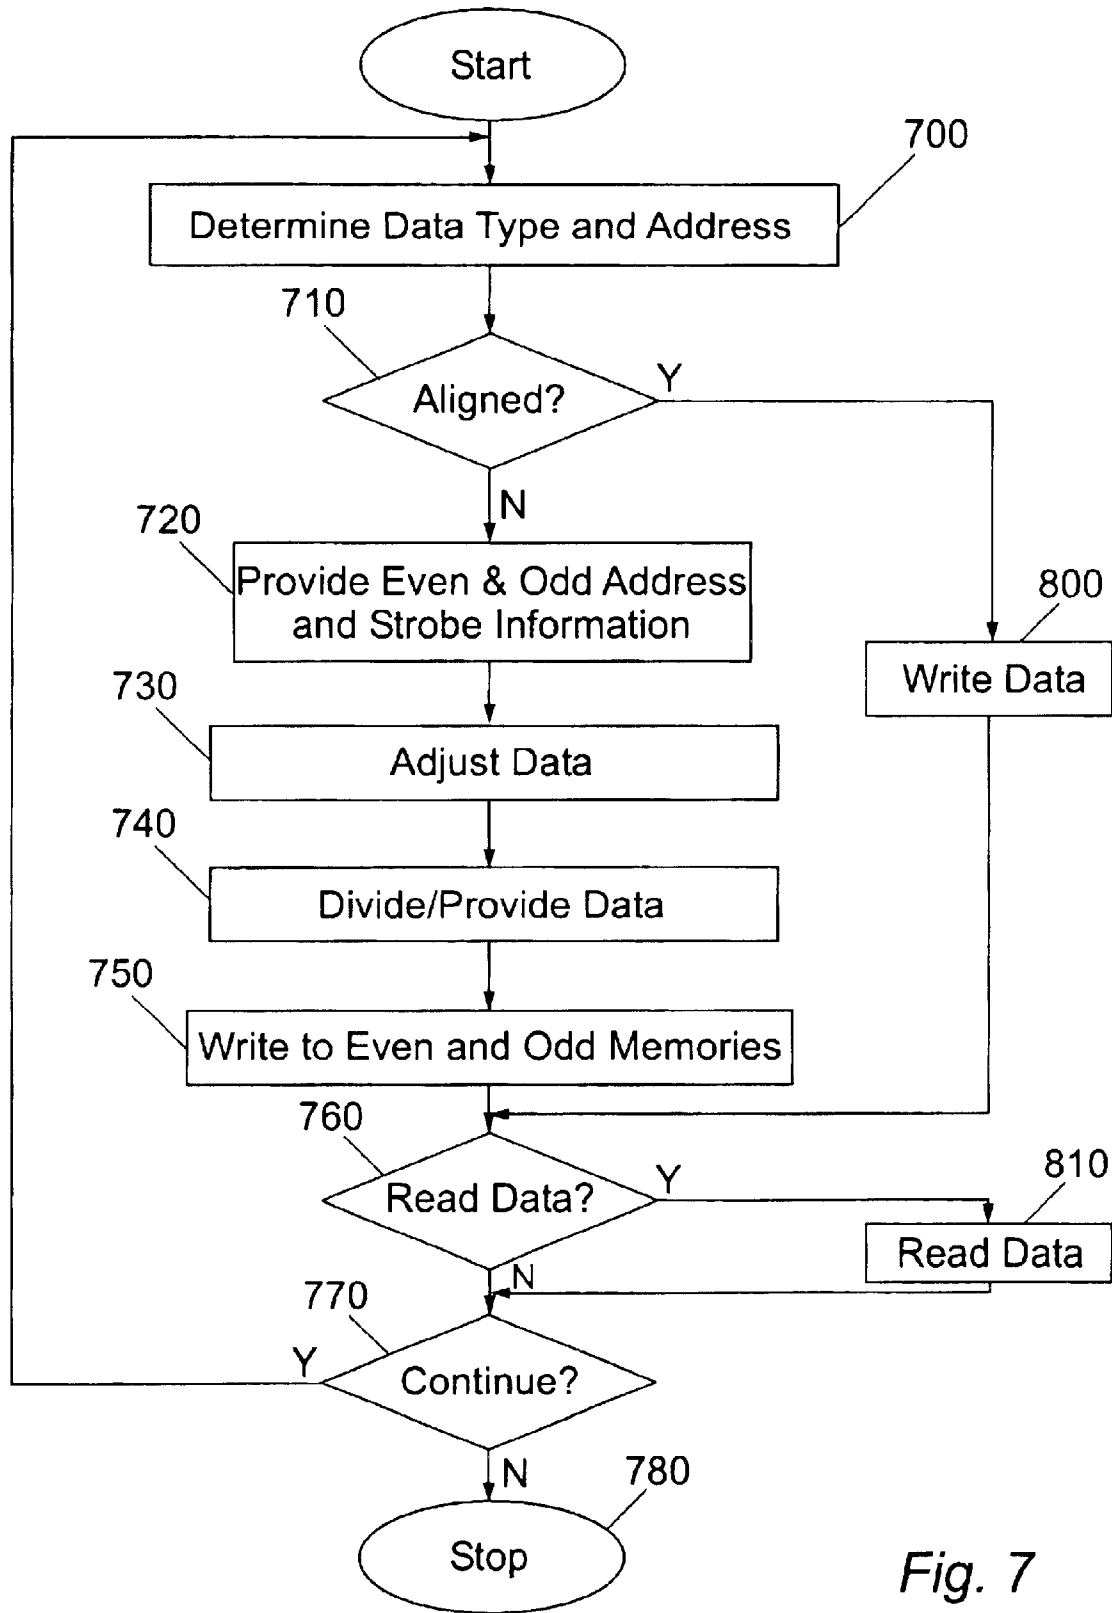 Start
700
Determine Data Type and Address
710
Aligned?
Y
N
720
Provide Even & Odd Address
and Strobe Information
800
Write Data
730
Adjust Data
740
Divide/Provide Data
750
Write to Even and Odd Memories
760
Read Data?
Y
810
Read Data
N
770
Y
Continue?
N
780
Stop
Fig. 7